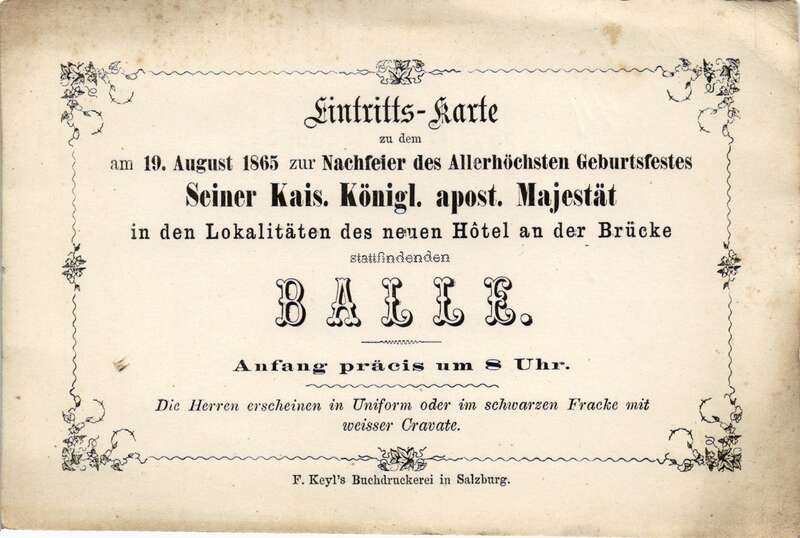 Eintritts-Karte
zu dem
am 19. August 1865 zur Nachfeier des Allerhöchsten Geburtsfestes
Seiner Kais. Königl. apost. Majestät
in den Lokalitäten des neuen Hôtel an der Brücke
stattfindenden
BALLE.
Anfang präcis um 8 Uhr.
Die Herren erscheinen in Uniform oder im schwarzen Fracke mit
weisser Cravate.
F. Keyl's Buchdruckerei in Salzburg.